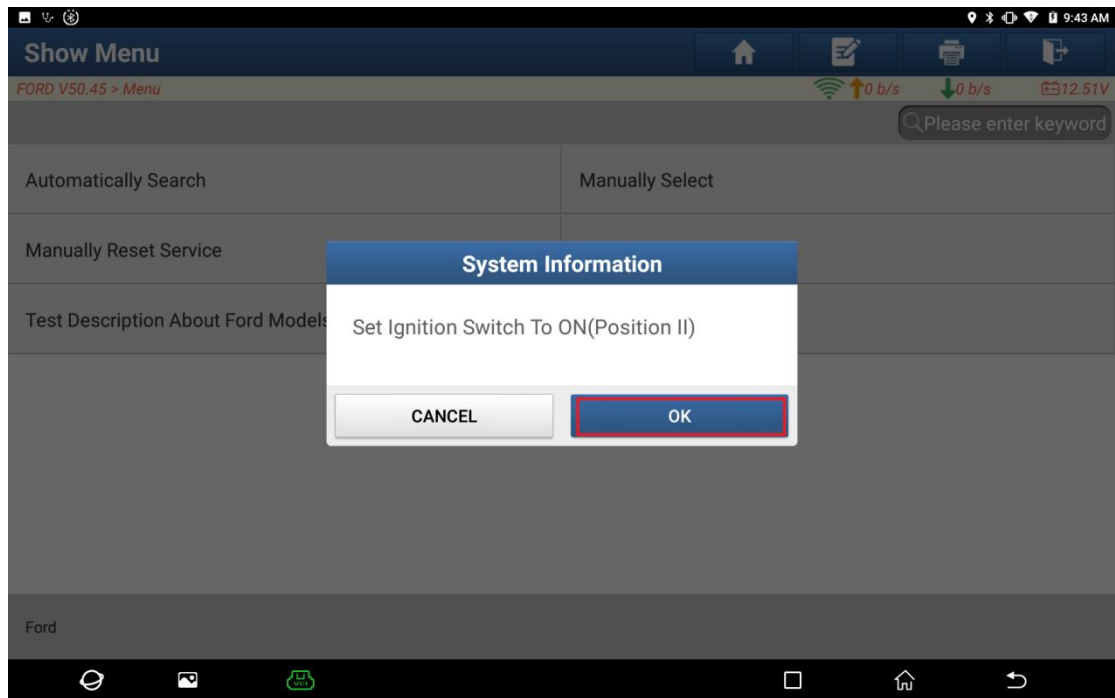 9:43 AM
Show Menu
FORD V50.45 > Menu
0 b/s
0 b/s
12.51V
Please enter keyword
Automatically Search
Manually Select
Manually Reset Service
System Information
Test Description About Ford Models
Set Ignition Switch To ON(Position II)
CANCEL
OK
Ford
VCI